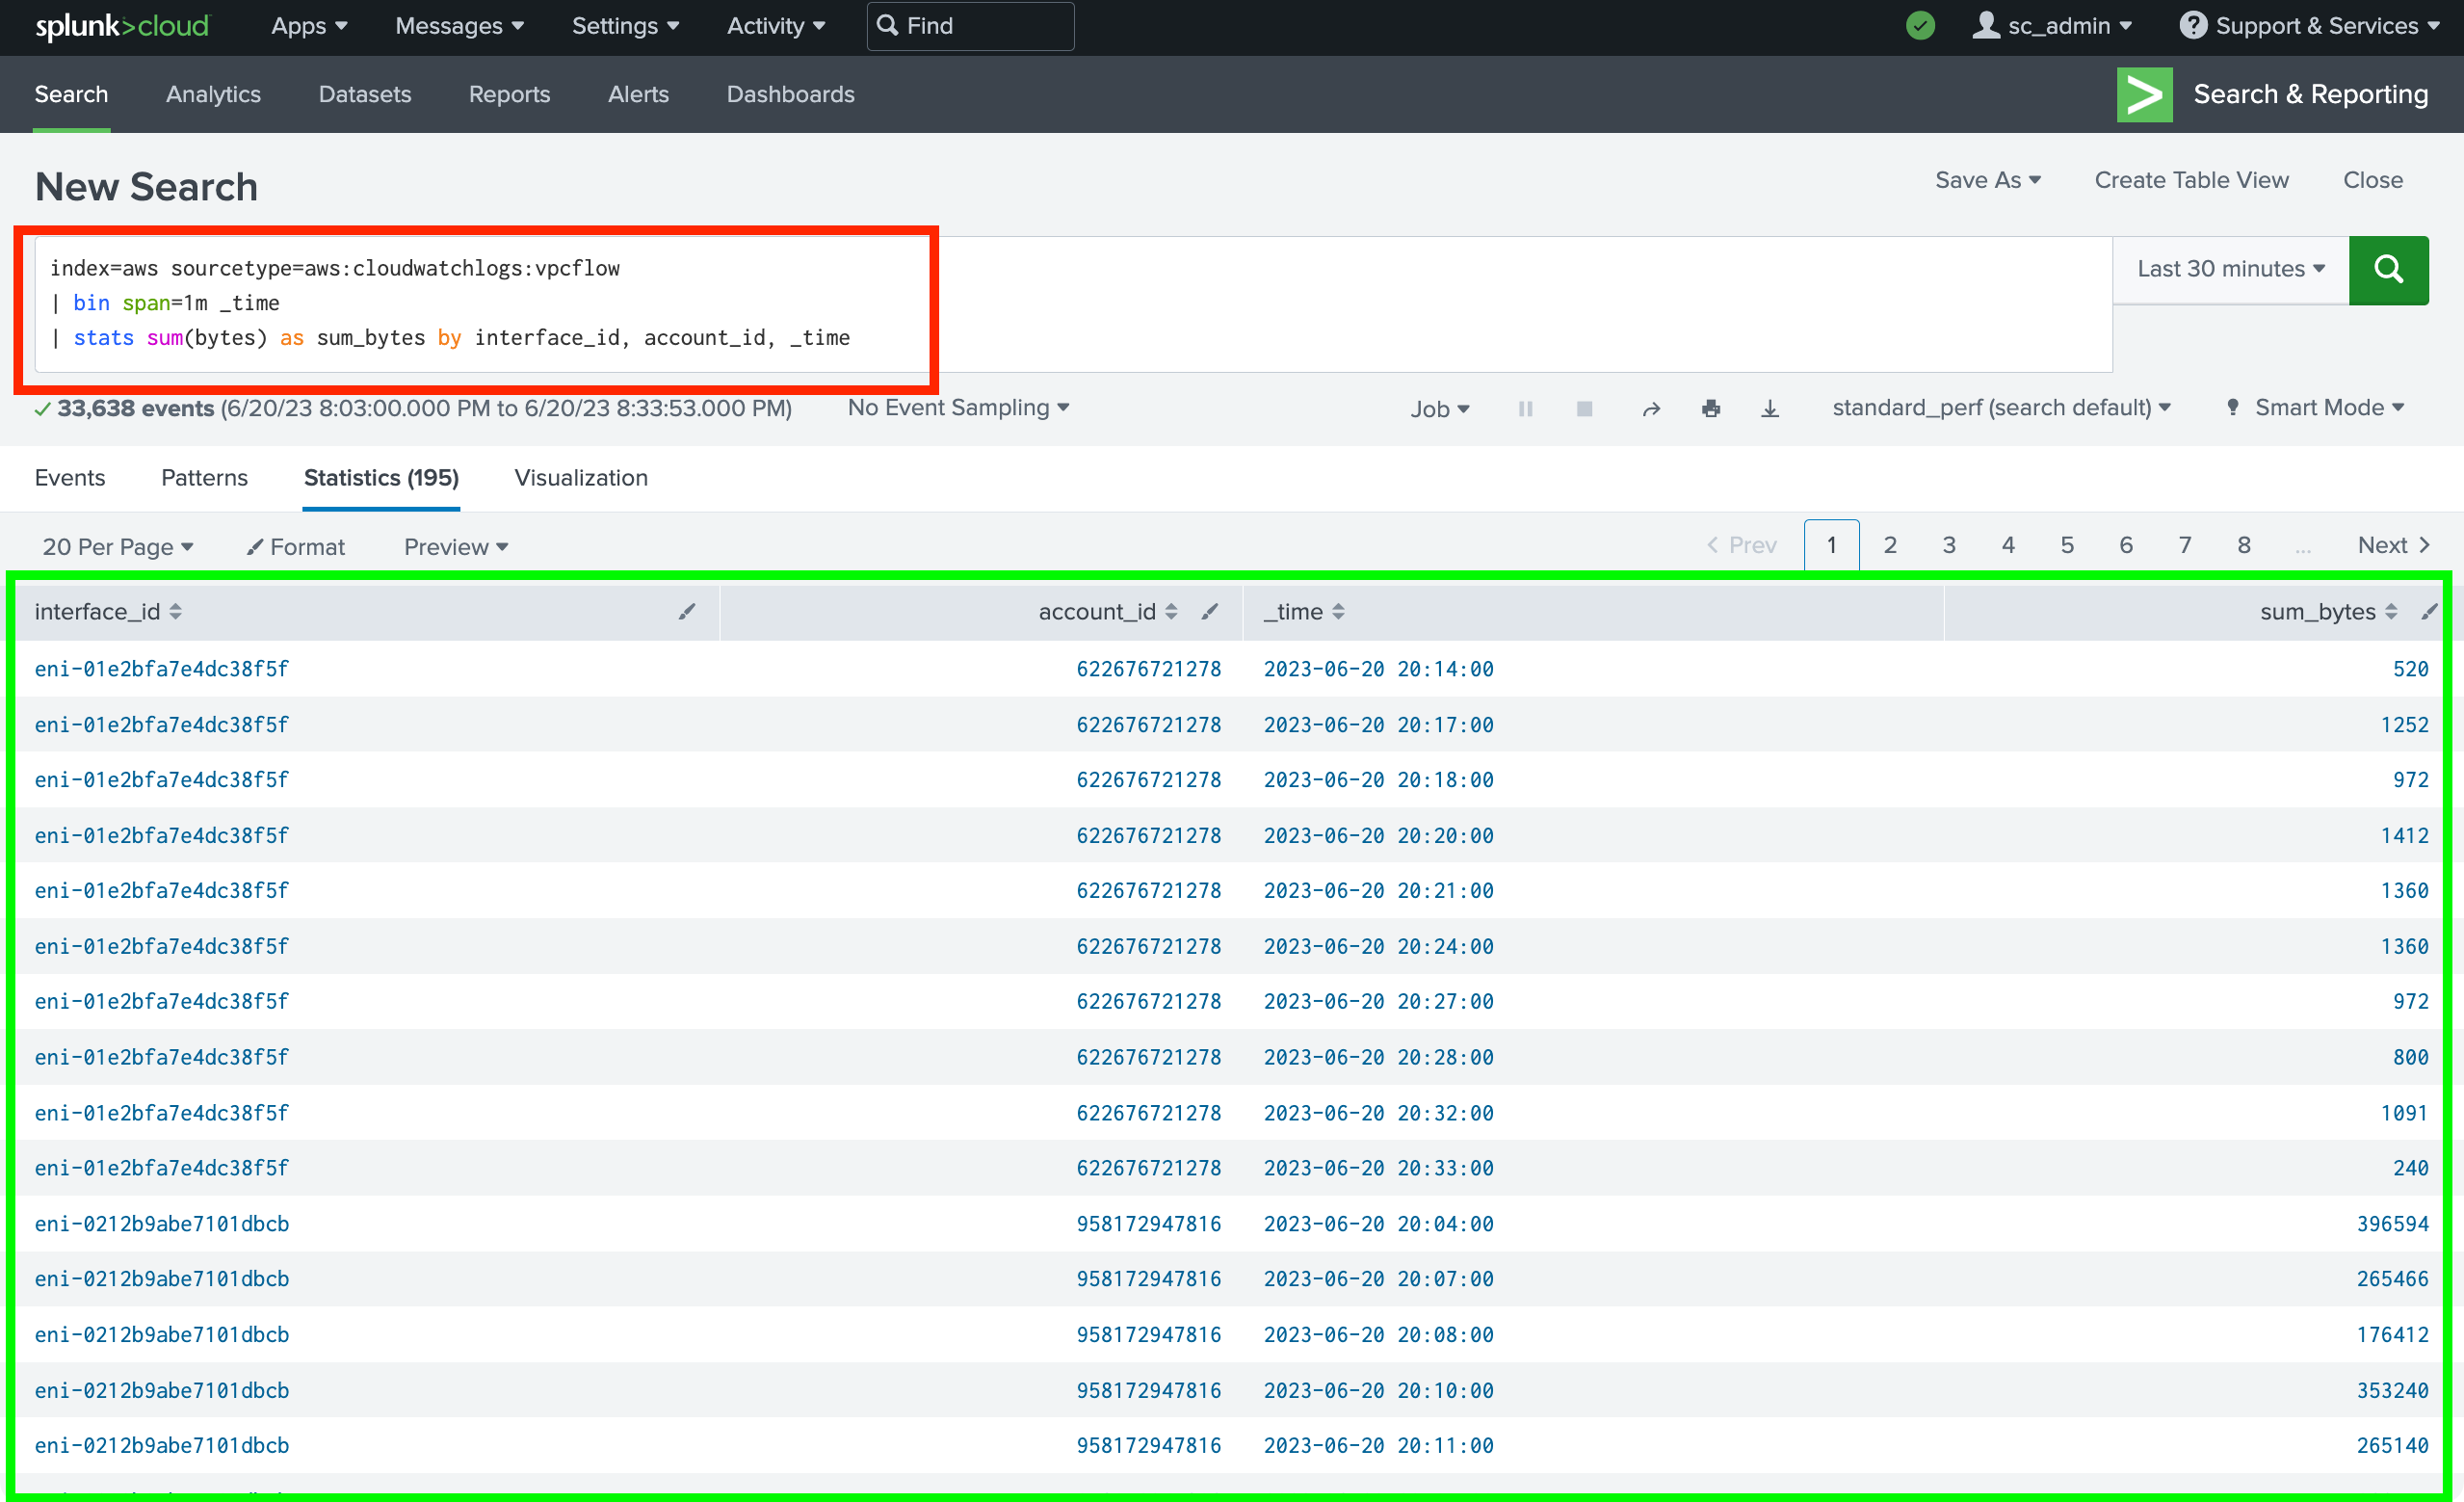 splunk>cloud Apps Messages Settings Activity Find sc_admin Support & Services
Search Analytics Datasets Reports Alerts Dashboards Search & Reporting
New Search Save As Create Table View Close
index=aws sourcetype=aws:cloudwatchlogs:vpcflow Last 30 minutes
| bin span=1m _time
| stats sum(bytes) as sum_bytes by interface_id, account_id, _time
33,638 events (6/20/23 8:03:00.000 PM to 6/20/23 8:33:53.000 PM) No Event Sampling Job standard_perf (search default) Smart Mode
Events Patterns Statistics (195) Visualization
20 Per Page Format Preview < Prev 1 2 3 4 5 6 7 8 ... Next >
interface_id account_id _time sum_bytes
eni-01e2bfa7e4dc38f5f 622676721278 2023-06-20 20:14:00 520
eni-01e2bfa7e4dc38f5f 622676721278 2023-06-20 20:17:00 1252
eni-01e2bfa7e4dc38f5f 622676721278 2023-06-20 20:18:00 972
eni-01e2bfa7e4dc38f5f 622676721278 2023-06-20 20:20:00 1412
eni-01e2bfa7e4dc38f5f 622676721278 2023-06-20 20:21:00 1360
eni-01e2bfa7e4dc38f5f 622676721278 2023-06-20 20:24:00 1360
eni-01e2bfa7e4dc38f5f 622676721278 2023-06-20 20:27:00 972
eni-01e2bfa7e4dc38f5f 622676721278 2023-06-20 20:28:00 800
eni-01e2bfa7e4dc38f5f 622676721278 2023-06-20 20:32:00 1091
eni-01e2bfa7e4dc38f5f 622676721278 2023-06-20 20:33:00 240
eni-0212b9abe7101dbcb 958172947816 2023-06-20 20:04:00 396594
eni-0212b9abe7101dbcb 958172947816 2023-06-20 20:07:00 265466
eni-0212b9abe7101dbcb 958172947816 2023-06-20 20:08:00 176412
eni-0212b9abe7101dbcb 958172947816 2023-06-20 20:10:00 353240
eni-0212b9abe7101dbcb 958172947816 2023-06-20 20:11:00 265140